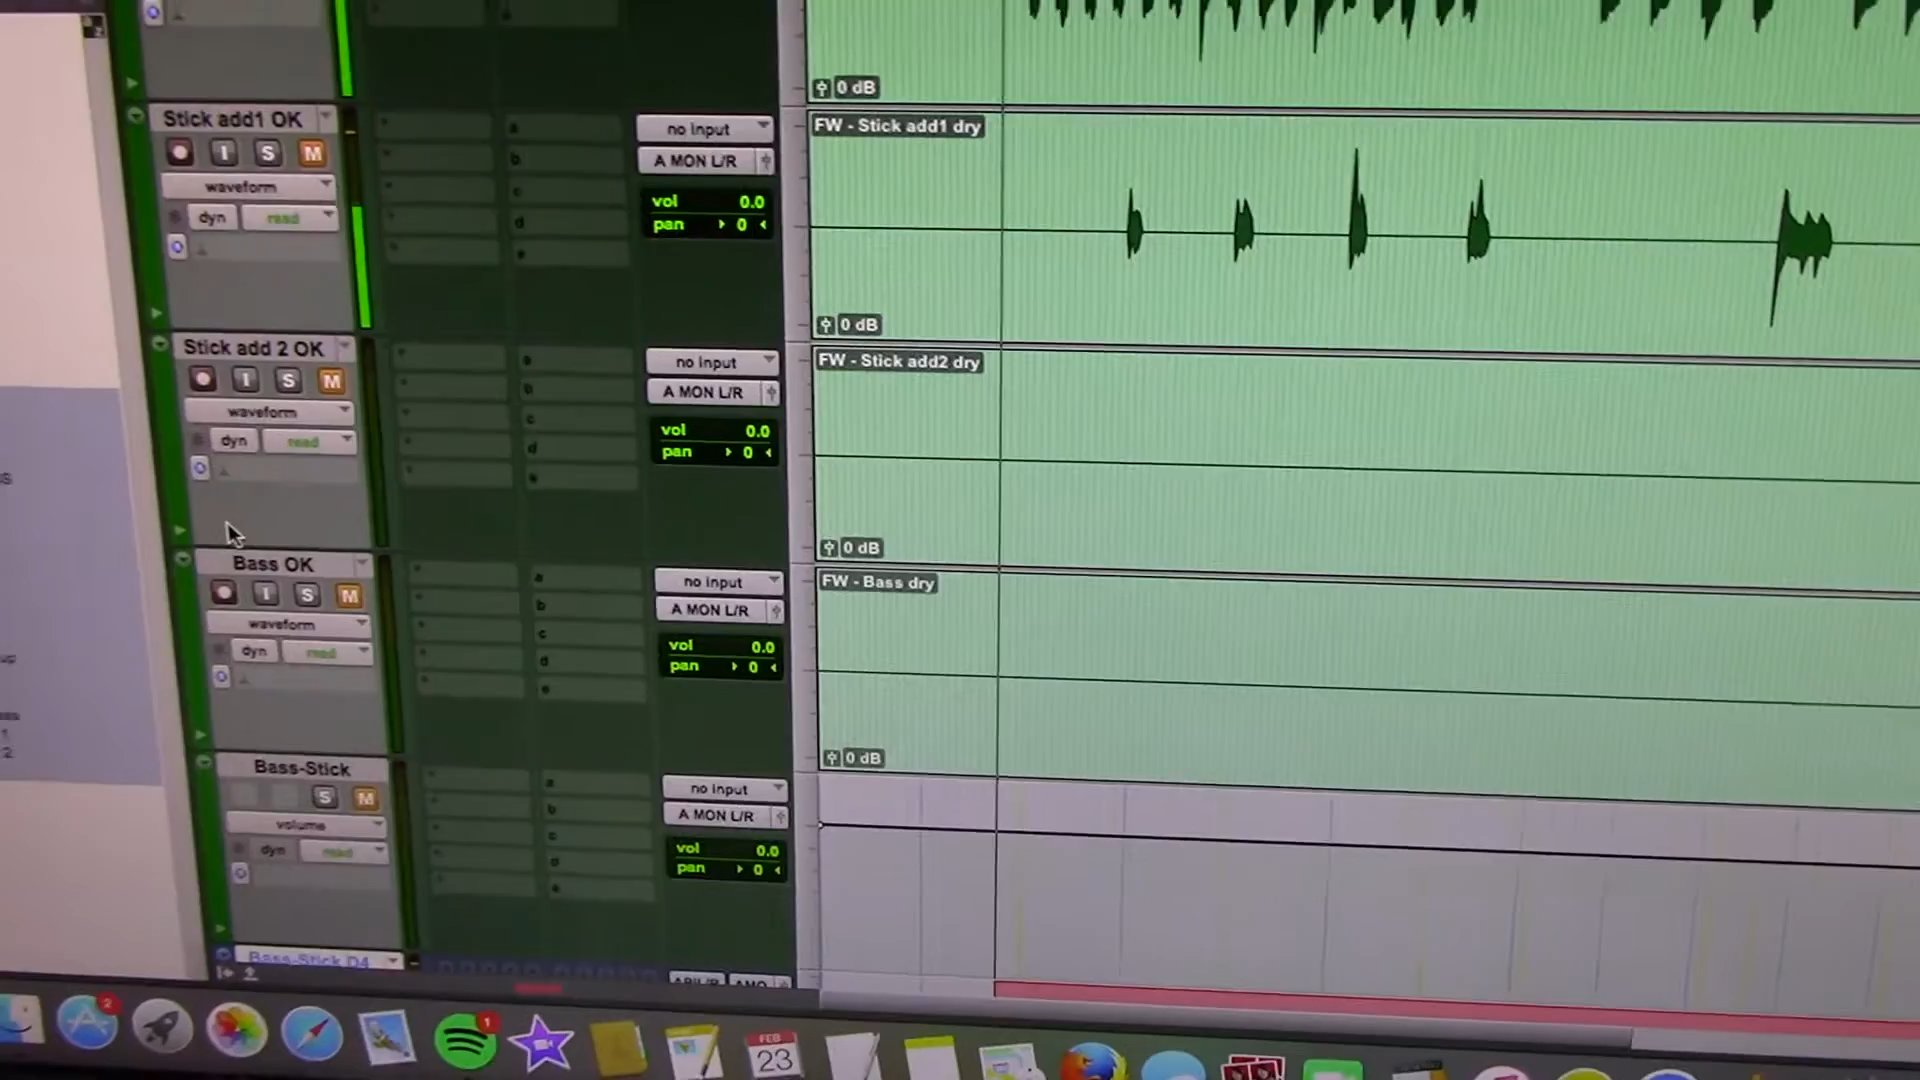 0 dB
Stick add1 OK
I S M
waveform
dyn read
a
b
c
d
e
no input
A MON L/R
vol 0.0
pan 0
FW - Stick add1 dry
0 dB
Stick add 2 OK
I S M
waveform
dyn read
a
b
c
d
e
no input
A MON L/R
vol 0.0
pan 0
FW - Stick add2 dry
0 dB
Bass OK
I S M
waveform
dyn read
a
b
c
d
e
no input
A MON L/R
vol 0.0
pan 0
FW - Bass dry
0 dB
Bass-Stick
S M
volume
dyn read
a
b
c
d
e
no input
A MON L/R
vol 0.0
pan 0
Bass-Stick D4
2
1
FEB
23